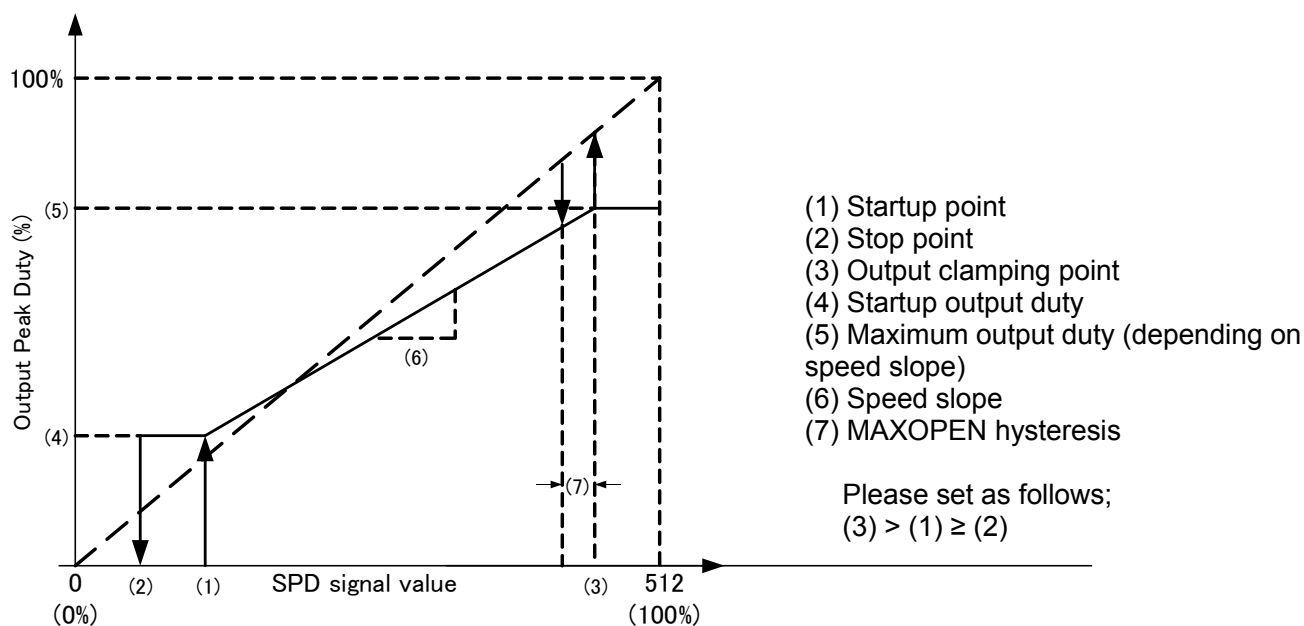 100%
(5)
Output Peak Duty (%)
(4)
(6)
(7)
0
(0%)
(2)
(1)
SPD signal value
(3)
512
(100%)
(1) Startup point
(2) Stop point
(3) Output clamping point
(4) Startup output duty
(5) Maximum output duty (depending on
speed slope)
(6) Speed slope
(7) MAXOPEN hysteresis
Please set as follows;
(3) > (1) ≥ (2)